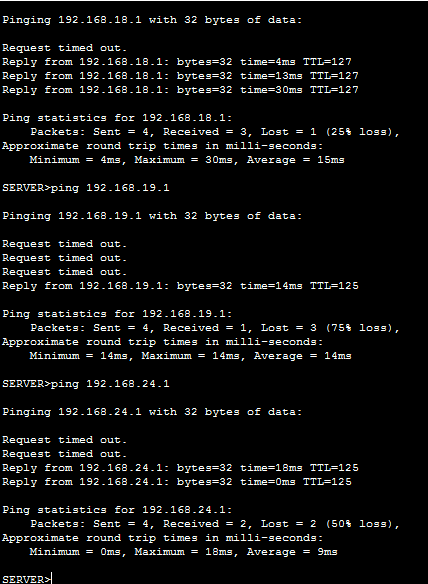 Pinging 192.168.18.1 with 32 bytes of data:
Request timed out.
Reply from 192.168.18.1: bytes=32 time=4ms TTL=127
Reply from 192.168.18.1: bytes=32 time=13ms TTL=127
Reply from 192.168.18.1: bytes=32 time=30ms TTL=127
Ping statistics for 192.168.18.1:
    Packets: Sent = 4, Received = 3, Lost = 1 (25% loss),
Approximate round trip times in milli-seconds:
    Minimum = 4ms, Maximum = 30ms, Average = 15ms
SERVER>ping 192.168.19.1
Pinging 192.168.19.1 with 32 bytes of data:
Request timed out.
Request timed out.
Request timed out.
Reply from 192.168.19.1: bytes=32 time=14ms TTL=125
Ping statistics for 192.168.19.1:
    Packets: Sent = 4, Received = 1, Lost = 3 (75% loss),
Approximate round trip times in milli-seconds:
    Minimum = 14ms, Maximum = 14ms, Average = 14ms
SERVER>ping 192.168.24.1
Pinging 192.168.24.1 with 32 bytes of data:
Request timed out.
Request timed out.
Reply from 192.168.24.1: bytes=32 time=18ms TTL=125
Reply from 192.168.24.1: bytes=32 time=0ms TTL=125
Ping statistics for 192.168.24.1:
    Packets: Sent = 4, Received = 2, Lost = 2 (50% loss),
Approximate round trip times in milli-seconds:
    Minimum = 0ms, Maximum = 18ms, Average = 9ms
SERVER>